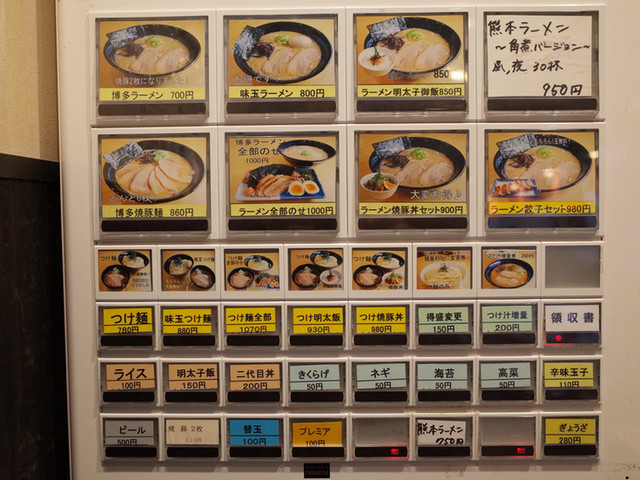 焼豚2枚になりました
博多ラーメン 700円
味玉ラーメン 800円
850
ラーメン明太子御飯850円
熊本ラーメン
～角煮バージョン～
昼,夜 30杯
950円
博多焼豚麺 860円
博多ラーメン
全部のせ
1000円
ラーメン全部のせ1000円
大変お得♪
ラーメン焼豚丼セット900円
ラーメン餃子セット980円
つけ麺
780円
味玉つけ麺
880円
つけ麺全部
1070円
つけ明太飯
930円
つけ焼豚丼
980円
得盛変更
150円
つけ汁増量
200円
領収書
ライス
100円
明太子飯
150円
二代目丼
200円
きくらげ
50円
ネギ
50円
海苔
50円
高菜
50円
辛味玉子
110円
ビール
500円
焼豚2枚
替玉
100円
プレミア
100円
熊本ラーメン
750円
ぎょうざ
280円